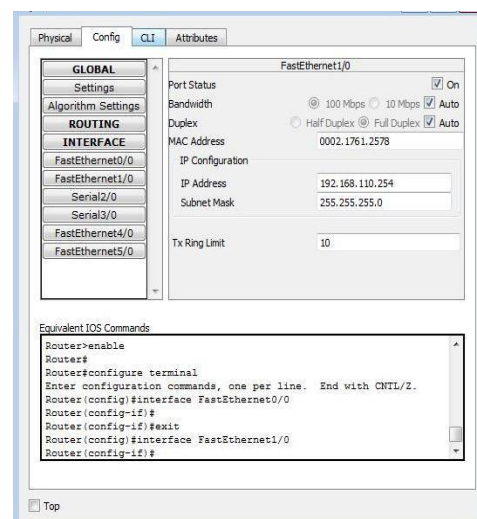 Physical Config CLI Attributes
GLOBAL
Settings
Algorithm Settings
ROUTING
INTERFACE
FastEthernet0/0
FastEthernet1/0
Serial2/0
Serial3/0
FastEthernet4/0
FastEthernet5/0
FastEthernet1/0
Port Status On
Bandwidth 100 Mbps 10 Mbps Auto
Duplex Half Duplex Full Duplex Auto
MAC Address 0002.1761.2578
IP Configuration
IP Address 192.168.110.254
Subnet Mask 255.255.255.0
Tx Ring Limit 10
Equivalent IOS Commands
Router>enable
Router#
Router#configure terminal
Enter configuration commands, one per line. End with CNTL/Z.
Router(config)#interface FastEthernet0/0
Router(config-if)#
Router(config-if)#exit
Router(config)#interface FastEthernet1/0
Router(config-if)#
Top